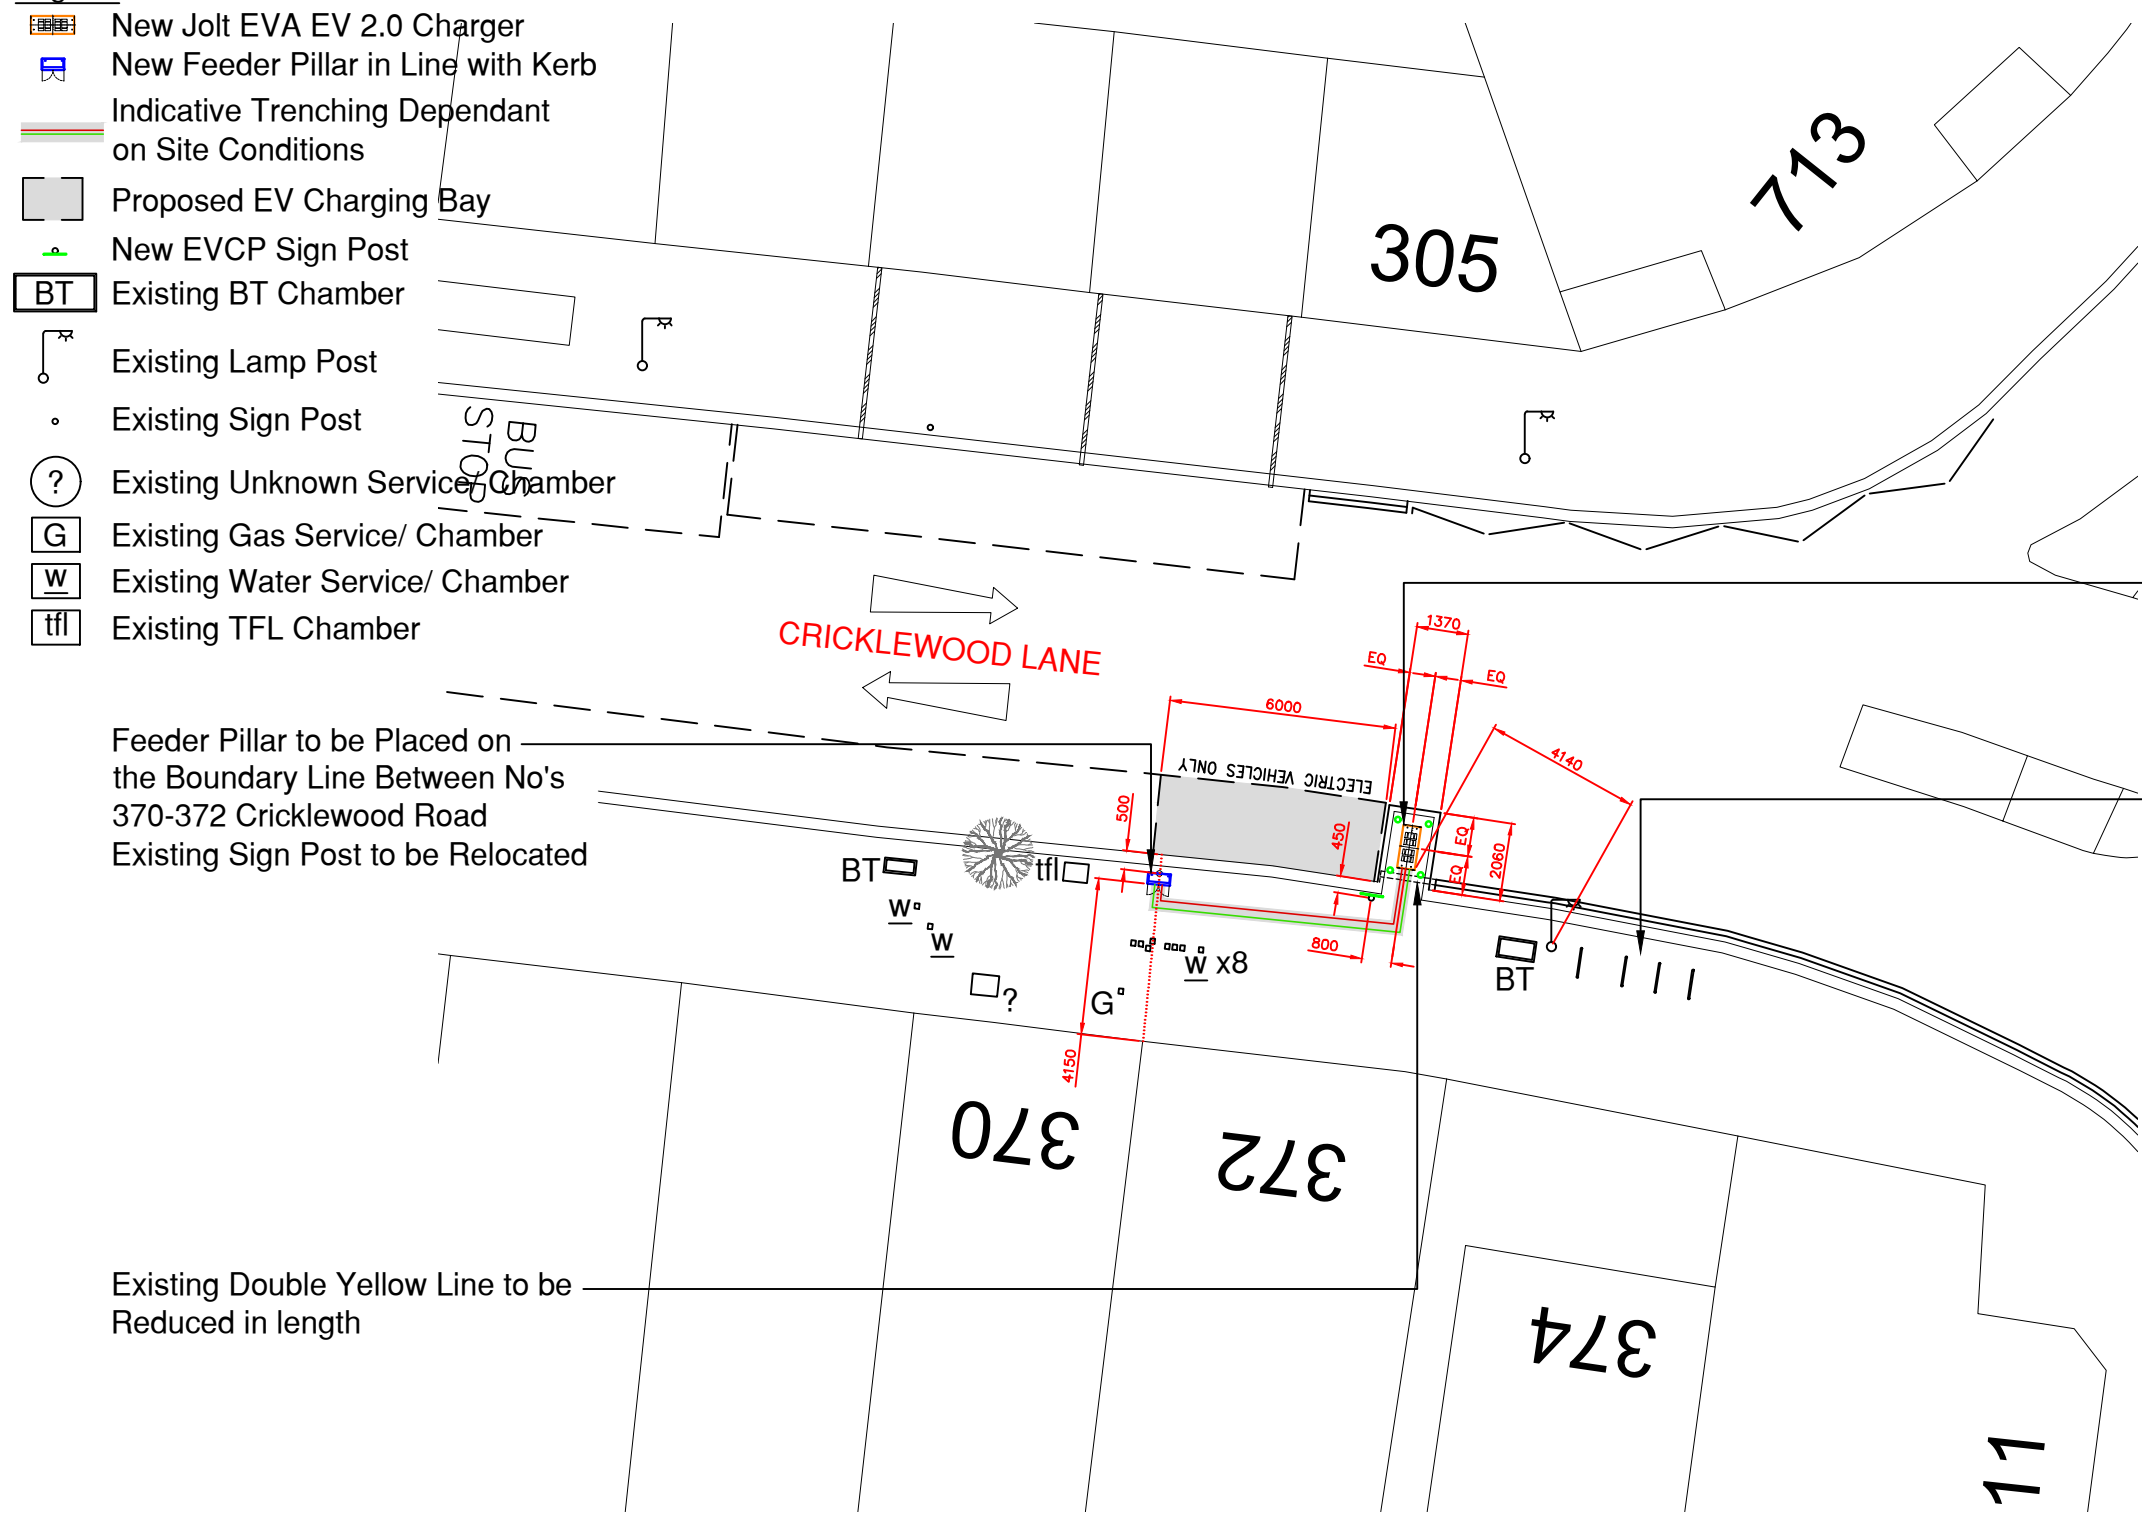 New Jolt EVA EV 2.0 Charger
New Feeder Pillar in Line with Kerb
Indicative Trenching Dependant
on Site Conditions
Proposed EV Charging Bay
New EVCP Sign Post
BT Existing BT Chamber
Existing Lamp Post
Existing Sign Post
? Existing Unknown Service/ Chamber
G Existing Gas Service/ Chamber
w Existing Water Service/ Chamber
tfl Existing TFL Chamber
BUS
STOP
305
713
CRICKLEWOOD LANE
1370
EQ
EQ
6000
4140
ELECTRIC VEHICLES ONLY
500
450
EQ
EQ
2060
Feeder Pillar to be Placed on
the Boundary Line Between No's
370-372 Cricklewood Road
Existing Sign Post to be Relocated
BT
tfl
w
w
?
G
w x8
800
BT
4150
370
372
374
11
Existing Double Yellow Line to be
Reduced in length